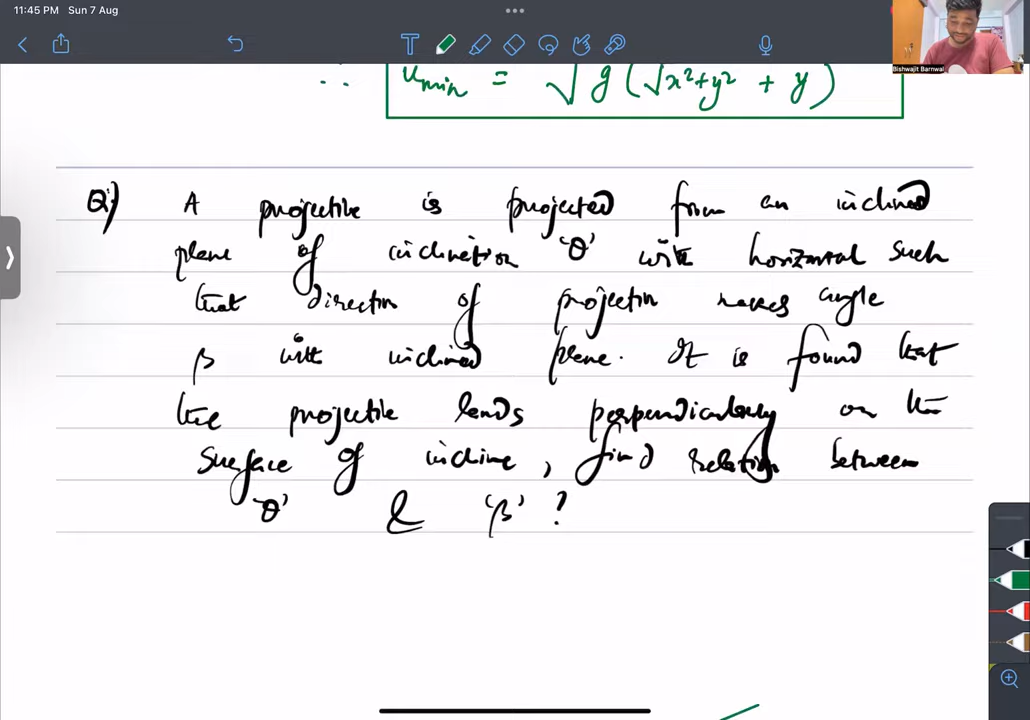 11:45 PM Sun 7 Aug
T
Bishwajit Barnwal
∴ u min = √g (√x²+y² + y)
Q:) A projectile is projected from an inclined
plane of inclination 'θ' with horizontal such
that direction of projection makes angle
β with inclined plane. It is found that
the projectile lands perpendicularly on the
surface of incline, find relation between
'θ' & 'β' ?